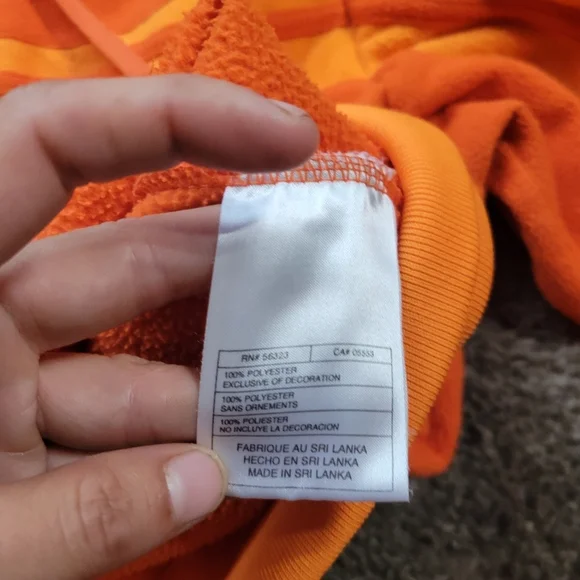 RN# 56323 CA# 05553
100% POLYESTER
EXCLUSIVE OF DECORATION
100% POLYESTER
SANS ORNEMENTS
100% POLIESTER
NO INCLUYE LA DECORACION
FABRIQUE AU SRI LANKA
HECHO EN SRI LANKA
MADE IN SRI LANKA